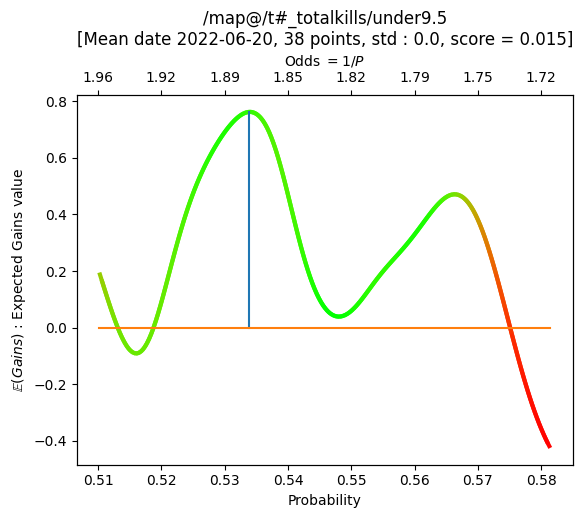 /map@/t#_totalkills/under9.5
[Mean date 2022-06-20, 38 points, std : 0.0, score = 0.015]
Odds = 1/P
1.96 1.92 1.88 1.85 1.82 1.79 1.75 1.72
0.8
0.6
0.4
0.2
0.0
−0.2
−0.4
𝔼(Gains) : Expected Gains value
0.51 0.52 0.53 0.54 0.55 0.56 0.57 0.58
Probability